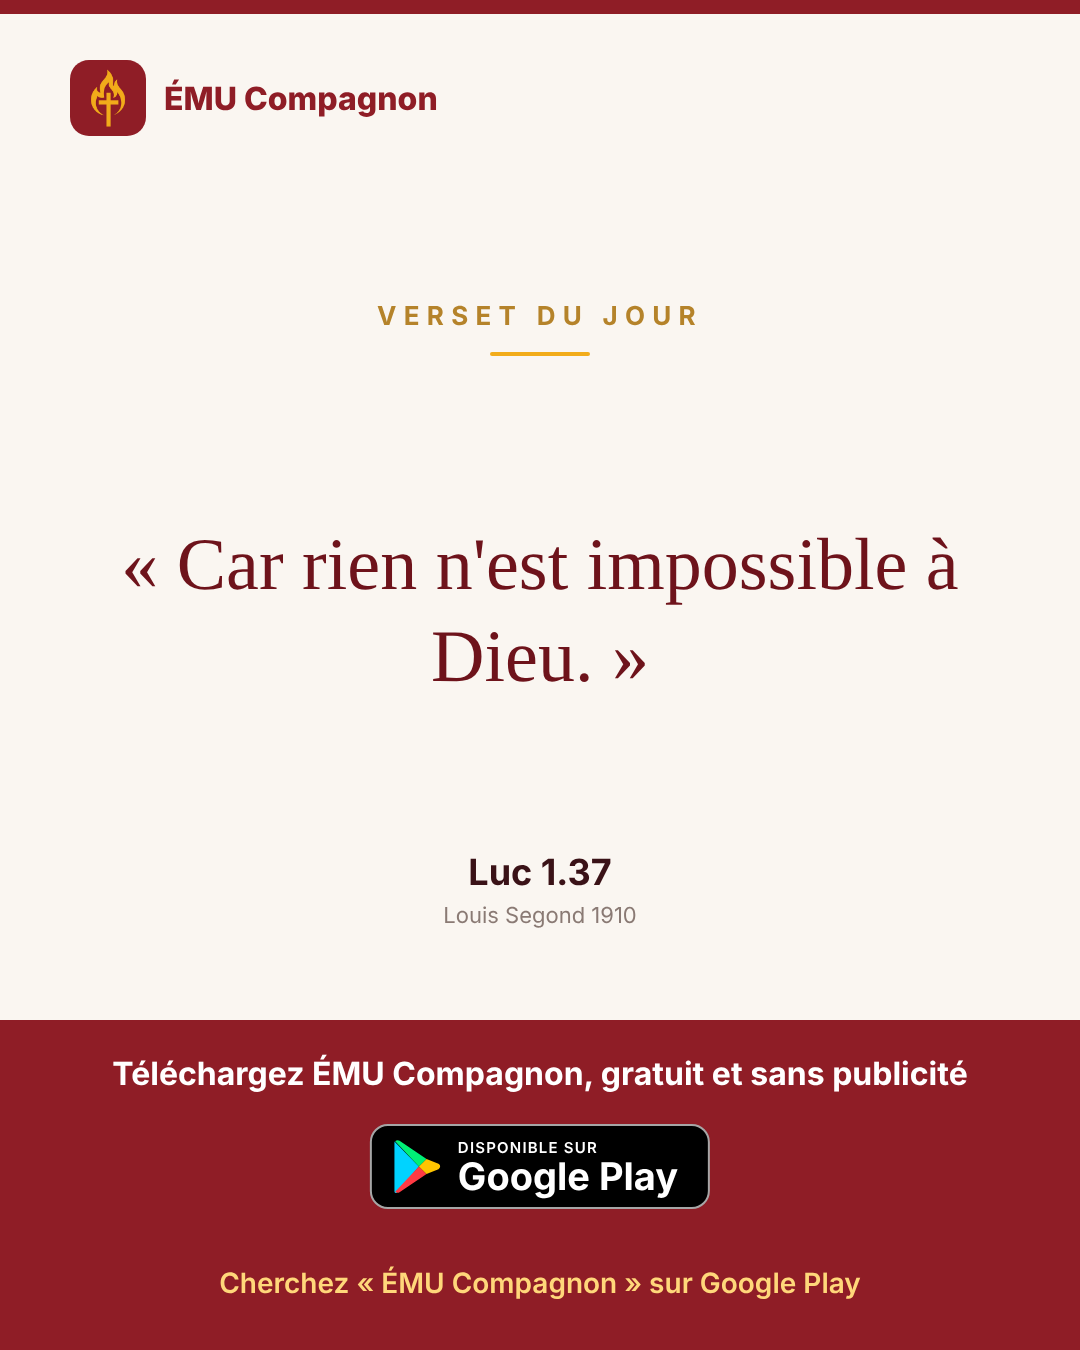 ÉMU Compagnon
VERSET DU JOUR
« Car rien n'est impossible à
Dieu. »
Luc 1.37
Louis Segond 1910
Téléchargez ÉMU Compagnon, gratuit et sans publicité
DISPONIBLE SUR
Google Play
Cherchez « ÉMU Compagnon » sur Google Play